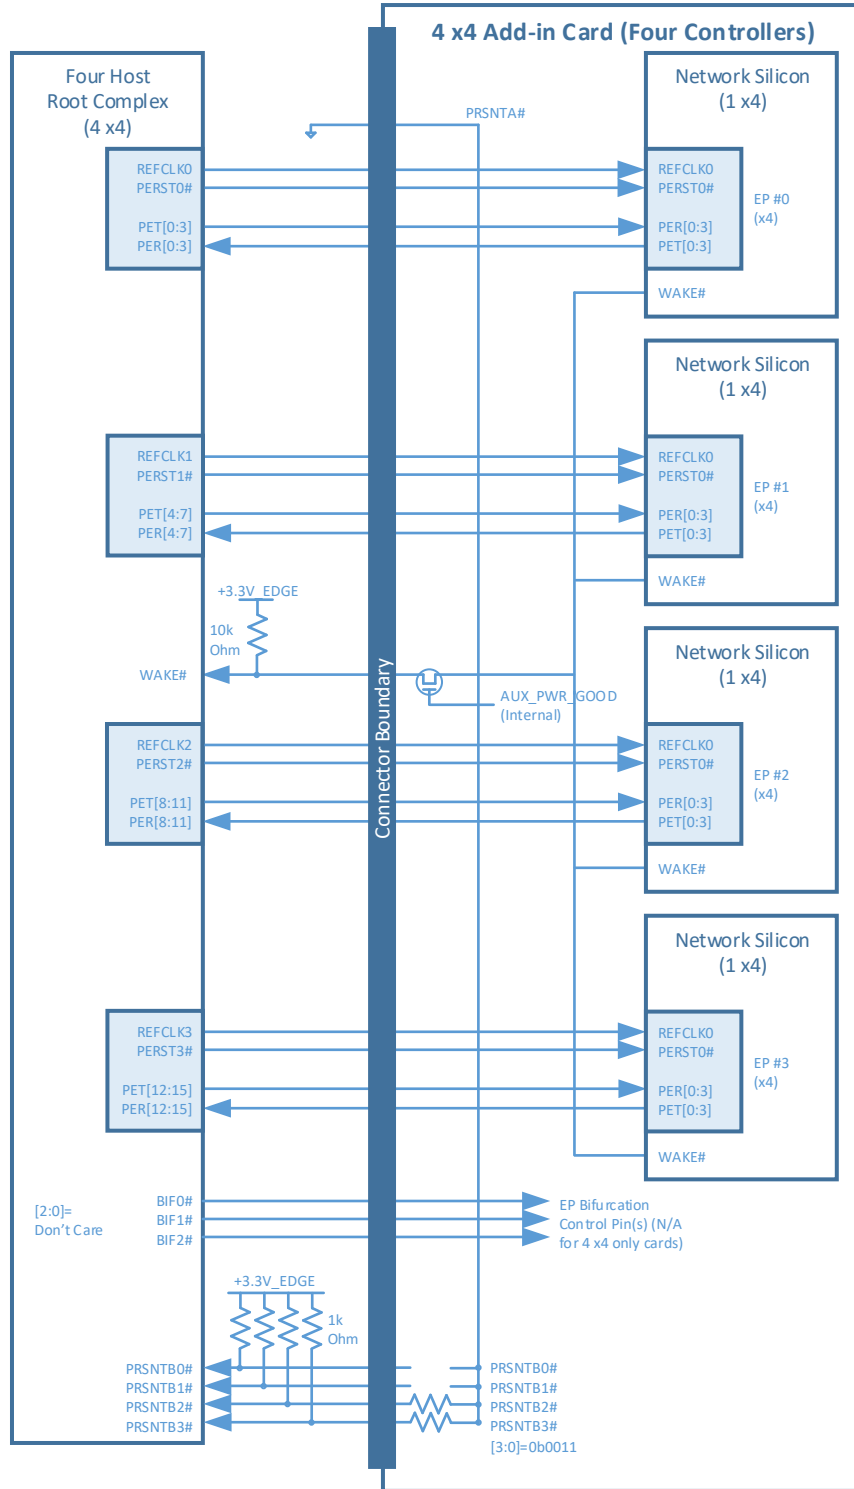 4 x4 Add-in Card (Four Controllers)
Four Host
Root Complex
(4 x4)
Network Silicon
(1 x4)
PRSNTA#
REFCLK0
PERST0#
PET[0:3]
PER[0:3]
REFCLK0
PERST0#
PER[0:3]
PET[0:3]
EP #0
(x4)
WAKE#
Network Silicon
(1 x4)
REFCLK1
PERST1#
PET[4:7]
PER[4:7]
REFCLK0
PERST0#
PER[0:3]
PET[0:3]
EP #1
(x4)
WAKE#
+3.3V_EDGE
10k
Ohm
WAKE#
Connector Boundary
AUX_PWR_GOOD
(Internal)
Network Silicon
(1 x4)
REFCLK2
PERST2#
PET[8:11]
PER[8:11]
REFCLK0
PERST0#
PER[0:3]
PET[0:3]
EP #2
(x4)
WAKE#
Network Silicon
(1 x4)
REFCLK3
PERST3#
PET[12:15]
PER[12:15]
REFCLK0
PERST0#
PER[0:3]
PET[0:3]
EP #3
(x4)
WAKE#
[2:0]=
Don't Care
BIF0#
BIF1#
BIF2#
EP Bifurcation
Control Pin(s) (N/A
for 4 x4 only cards)
+3.3V_EDGE
1k
Ohm
PRSNTB0#
PRSNTB1#
PRSNTB2#
PRSNTB3#
PRSNTB0#
PRSNTB1#
PRSNTB2#
PRSNTB3#
[3:0]=0b0011